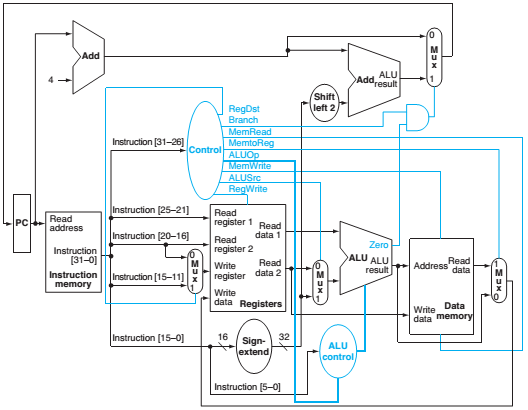 0
M
u
x
1
Add
4
Add
ALU
result
Shift
left 2
RegDst
Branch
MemRead
MemtoReg
ALUOp
MemWrite
ALUSrc
RegWrite
Control
Instruction [31–26]
Instruction [25–21]
Instruction [20–16]
Instruction [15–11]
Instruction [15–0]
Instruction [5–0]
PC
Read
address
Instruction
[31–0]
Instruction
memory
0
M
u
x
1
Read
register 1
Read
register 2
Write
register
Write
data
Read
data 1
Read
data 2
Registers
0
M
u
x
1
Zero
ALU
ALU
result
Address
Read
data
Write
data
Data
memory
1
M
u
x
0
16
Sign-
extend
32
ALU
control